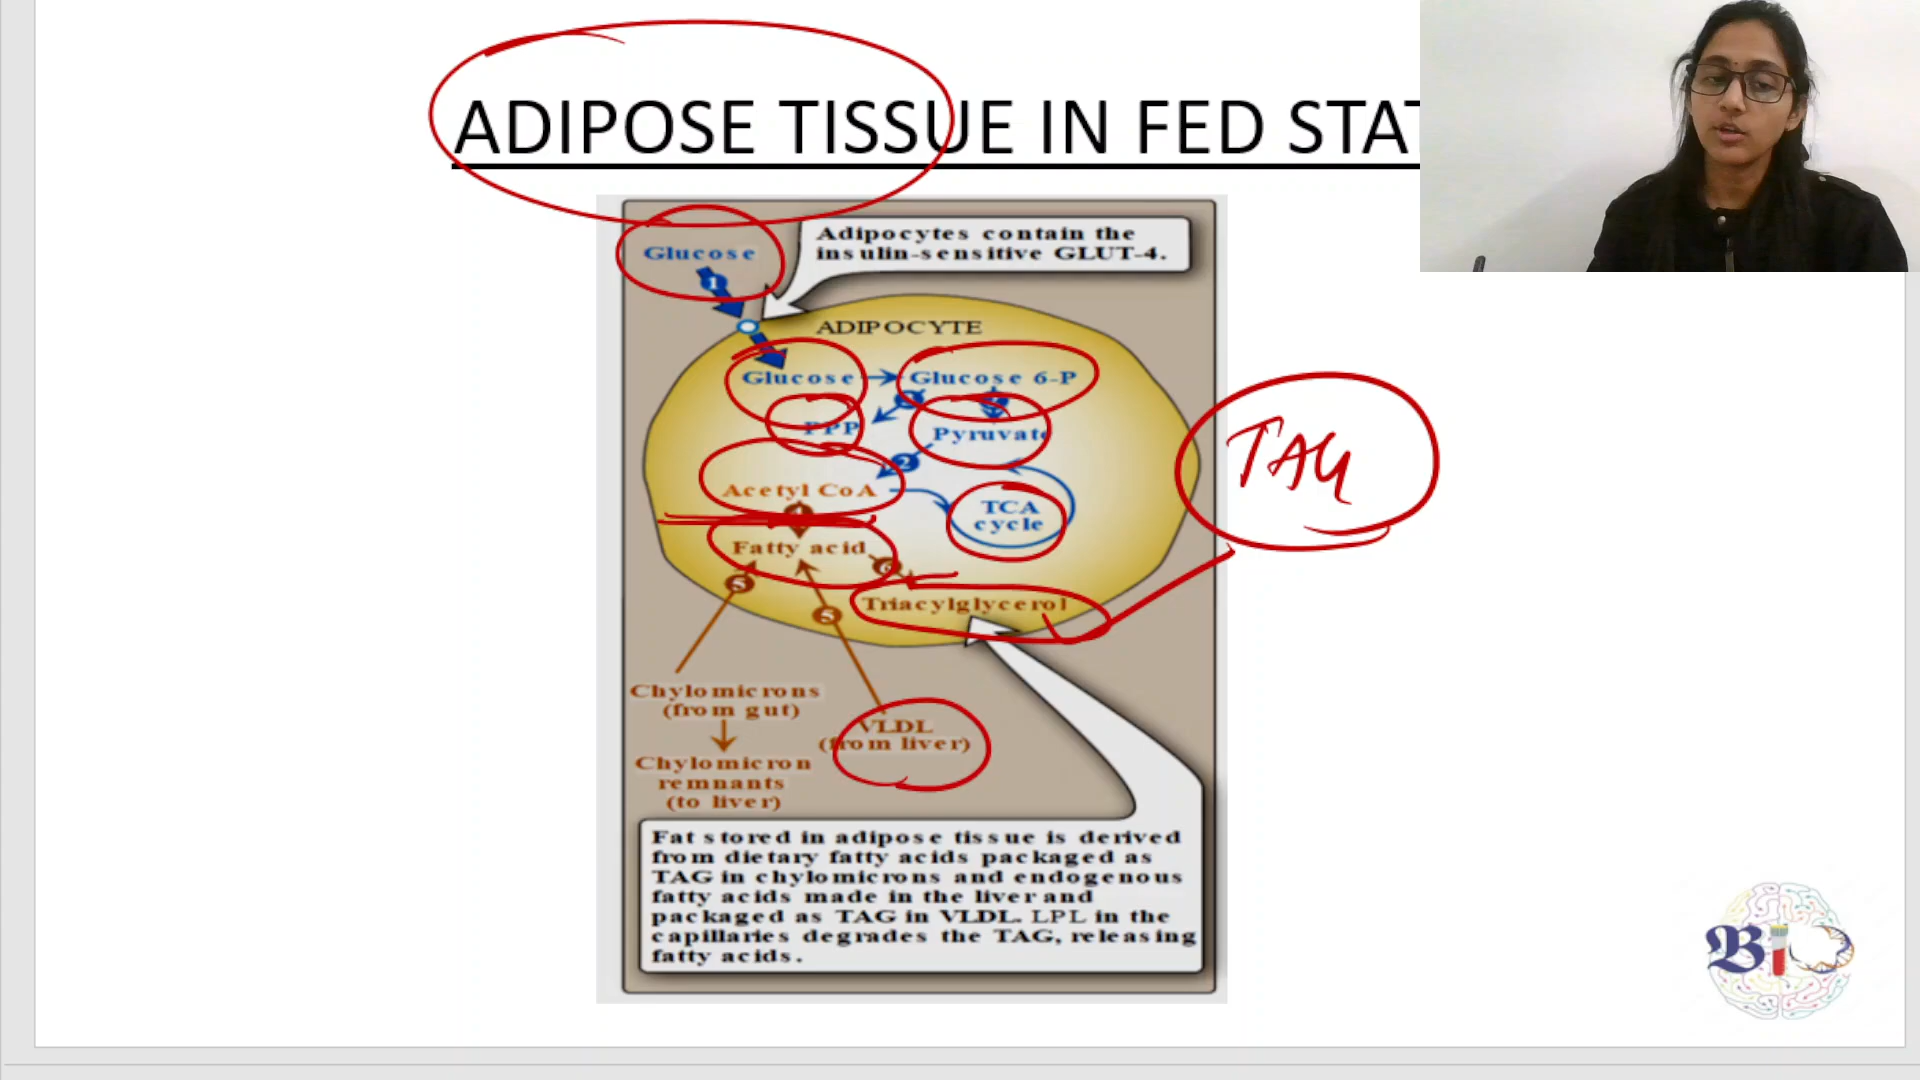 ADIPOSE TISSUE IN FED STAT
Glucose
1
Adipocytes contain the
insulin-sensitive GLUT-4.
ADIPOCYTE
Glucose
Glucose 6-P
PPP
Pyruvate
2
Acetyl CoA
TCA
cycle
4
Fatty acid
6
5
5
Triacylglycerol
TAG
Chylomicrons
(from gut)
VLDL
(from liver)
Chylomicron
remnants
(to liver)
Fat stored in adipose tissue is derived
from dietary fatty acids packaged as
TAG in chylomicrons and endogenous
fatty acids made in the liver and
packaged as TAG in VLDL. LPL in the
capillaries degrades the TAG, releasing
fatty acids.
BIO